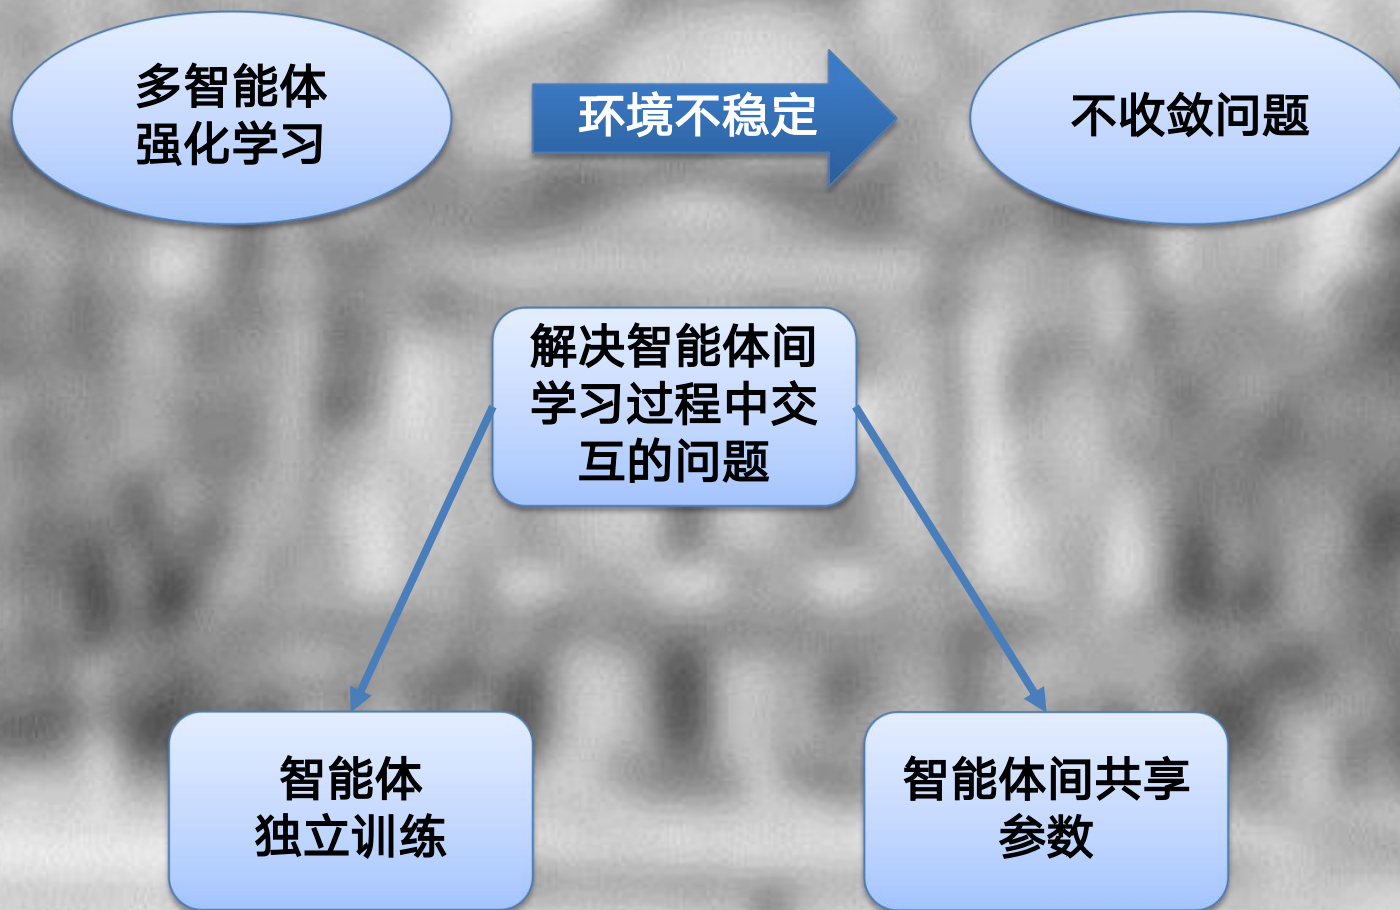 多智能体
强化学习
环境不稳定
不收敛问题
解决智能体间
学习过程中交
互的问题
智能体
独立训练
智能体间共享
参数